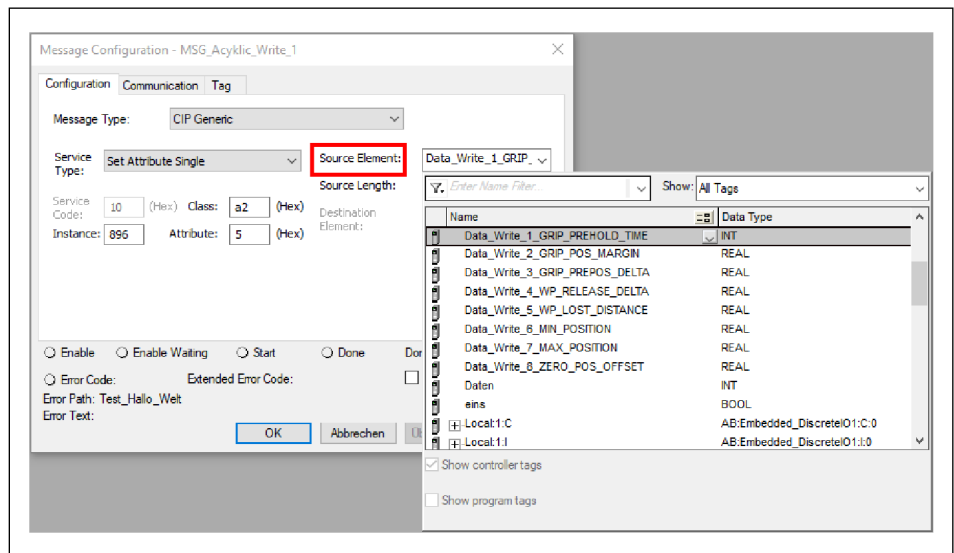 Message Configuration - MSG_Acyklic_Write_1
Configuration Communication Tag
Message Type: CIP Generic
Service Type: Set Attribute Single
Source Element: Data_Write_1_GRIP_
Source Length:
Service Code: 10 (Hex) Class: a2 (Hex)
Destination Element:
Instance: 896 Attribute: 5 (Hex)
Enable Enable Waiting Start Done
Error Code: Extended Error Code:
Error Path: Test_Hallo_Welt
Error Text:
OK Abbrechen
Enter Name Filter... Show: All Tags
Name Data Type
Data_Write_1_GRIP_PREHOLD_TIME INT
Data_Write_2_GRIP_POS_MARGIN REAL
Data_Write_3_GRIP_PREPOS_DELTA REAL
Data_Write_4_WP_RELEASE_DELTA REAL
Data_Write_5_WP_LOST_DISTANCE REAL
Data_Write_6_MIN_POSITION REAL
Data_Write_7_MAX_POSITION REAL
Data_Write_8_ZERO_POS_OFFSET REAL
Daten INT
eins BOOL
Local:1:C AB:Embedded_DiscreteIO1:C:0
Local:1:I AB:Embedded_DiscreteIO1:I:0
Show controller tags
Show program tags